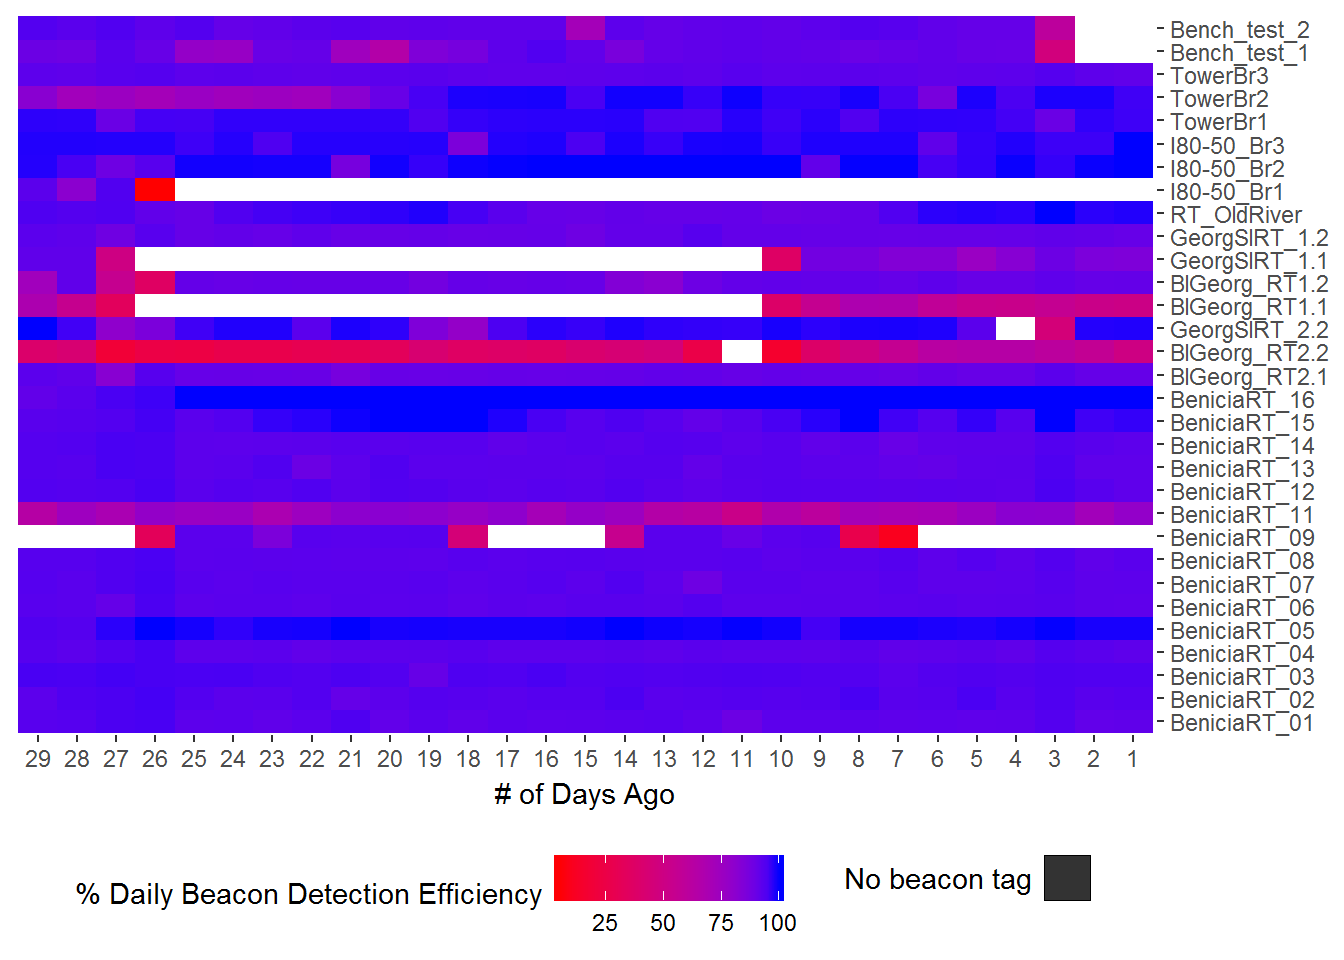 Bench_test_2
Bench_test_1
TowerBr3
TowerBr2
TowerBr1
I80-50_Br3
I80-50_Br2
I80-50_Br1
RT_OldRiver
GeorgSlRT_1.2
GeorgSlRT_1.1
BlGeorg_RT1.2
BlGeorg_RT1.1
GeorgSlRT_2.2
BlGeorg_RT2.2
BlGeorg_RT2.1
BeniciaRT_16
BeniciaRT_15
BeniciaRT_14
BeniciaRT_13
BeniciaRT_12
BeniciaRT_11
BeniciaRT_09
BeniciaRT_08
BeniciaRT_07
BeniciaRT_06
BeniciaRT_05
BeniciaRT_04
BeniciaRT_03
BeniciaRT_02
BeniciaRT_01
29 28 27 26 25 24 23 22 21 20 19 18 17 16 15 14 13 12 11 10 9 8 7 6 5 4 3 2 1
# of Days Ago
% Daily Beacon Detection Efficiency
25 50 75 100
No beacon tag